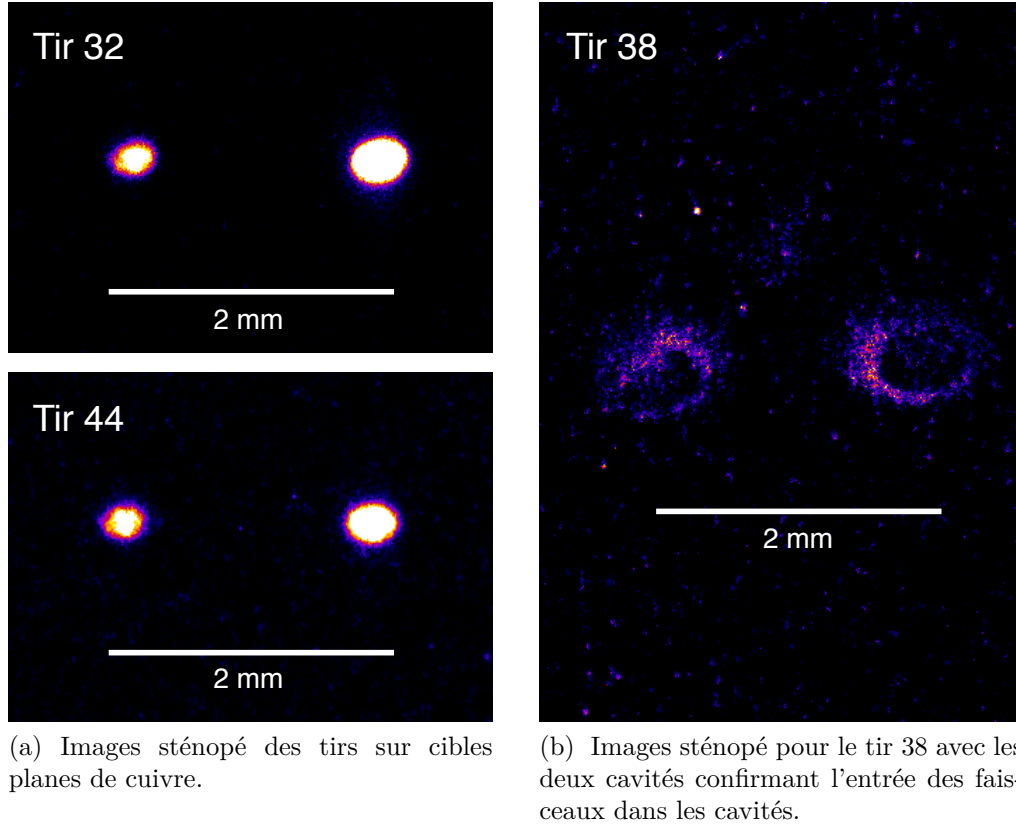 Tir 32
2 mm
Tir 44
2 mm
(a) Images sténopé des tirs sur cibles
planes de cuivre.
Tir 38
2 mm
(b) Images sténopé pour le tir 38 avec les
deux cavités confirmant l'entrée des fais-
ceaux dans les cavités.